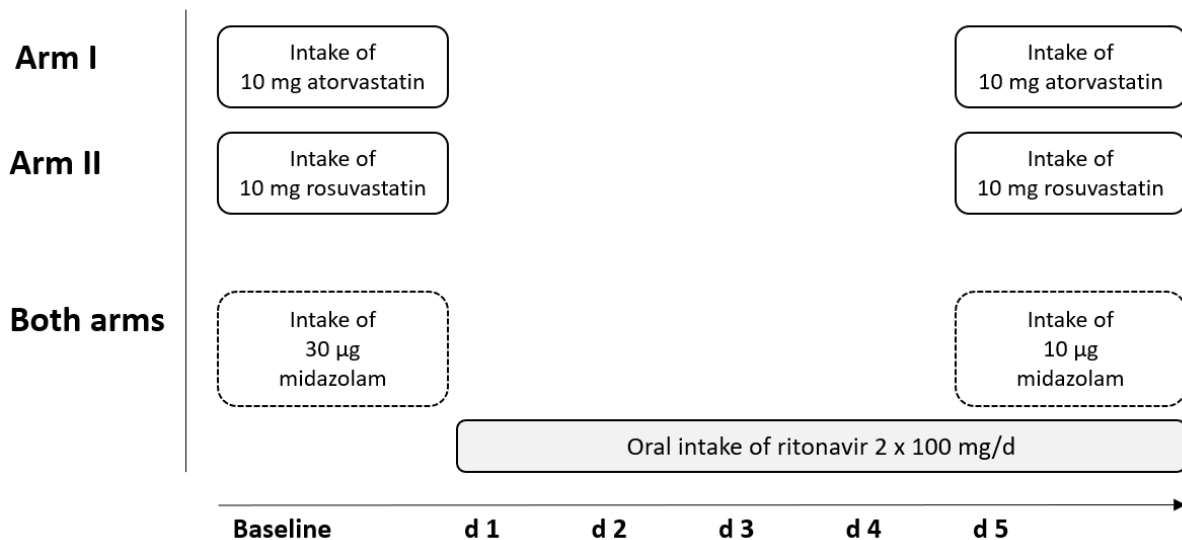 Arm I
Intake of
10 mg atorvastatin
Intake of
10 mg atorvastatin
Arm II
Intake of
10 mg rosuvastatin
Intake of
10 mg rosuvastatin
Both arms
Intake of
30 µg
midazolam
Intake of
10 µg
midazolam
Oral intake of ritonavir 2 x 100 mg/d
Baseline d 1 d 2 d 3 d 4 d 5